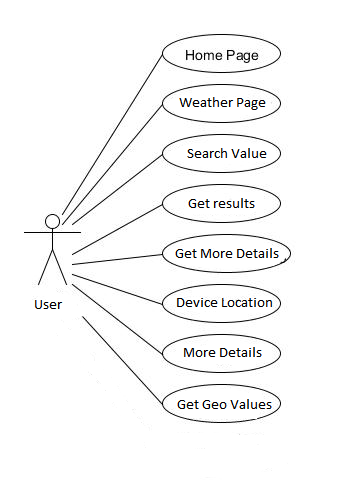 Home Page
Weather Page
Search Value
Get results
Get More Details
Device Location
User
More Details
Get Geo Values